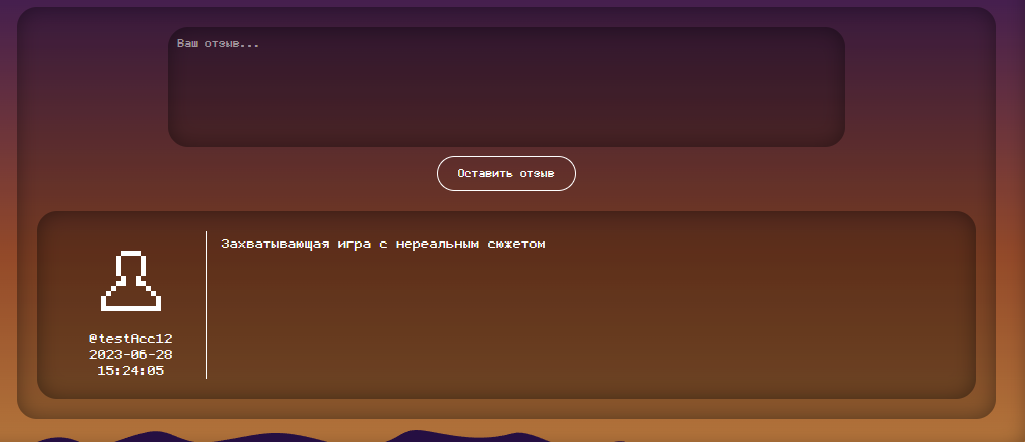 Ваш отзыв...
Оставить отзыв
Захватывающая игра с нереальным сюжетом
@testAcc12
2023-06-28
15:24:05